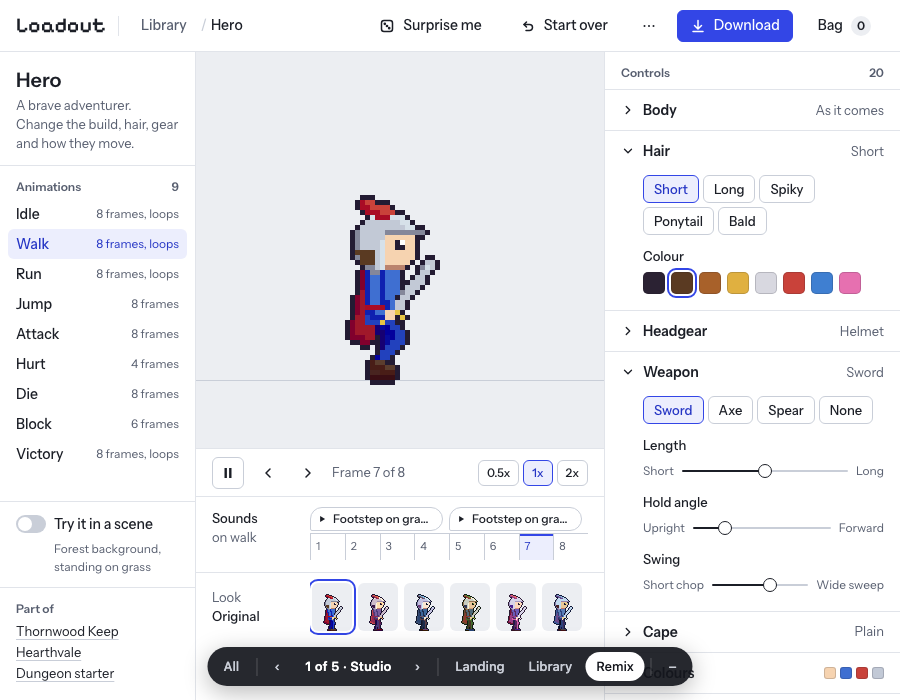 Loadout
Library / Hero
Surprise me
Start over
...
Download
Bag 0
Hero
A brave adventurer.
Change the build, hair, gear
and how they move.
Animations 9
Idle 8 frames, loops
Walk 8 frames, loops
Run 8 frames, loops
Jump 8 frames
Attack 8 frames
Hurt 4 frames
Die 8 frames
Block 6 frames
Victory 8 frames, loops
Try it in a scene
Forest background,
standing on grass
Part of
Thornwood Keep
Hearthvale
Dungeon starter
Frame 7 of 8
0.5x 1x 2x
Sounds
on walk
Footstep on gra... Footstep on gra...
1 2 3 4 5 6 7 8
Look
Original
All
1 of 5 · Studio
Landing Library Remix
Controls 20
Body As it comes
Hair Short
Short Long Spiky
Ponytail Bald
Colour
Headgear Helmet
Weapon Sword
Sword Axe Spear None
Length
Short Long
Hold angle
Upright Forward
Swing
Short chop Wide sweep
Cape Plain
Colours